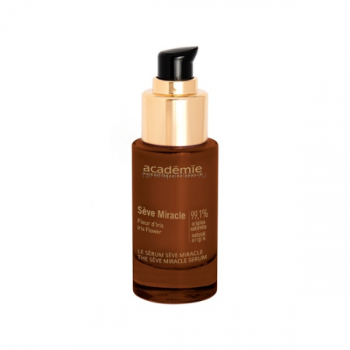 académie
Sève Miracle
99,1%
Fleur d'Iris
Iris Flower
LE SÉRUM SÈVE MIRACLE
THE SÈVE MIRACLE SERUM